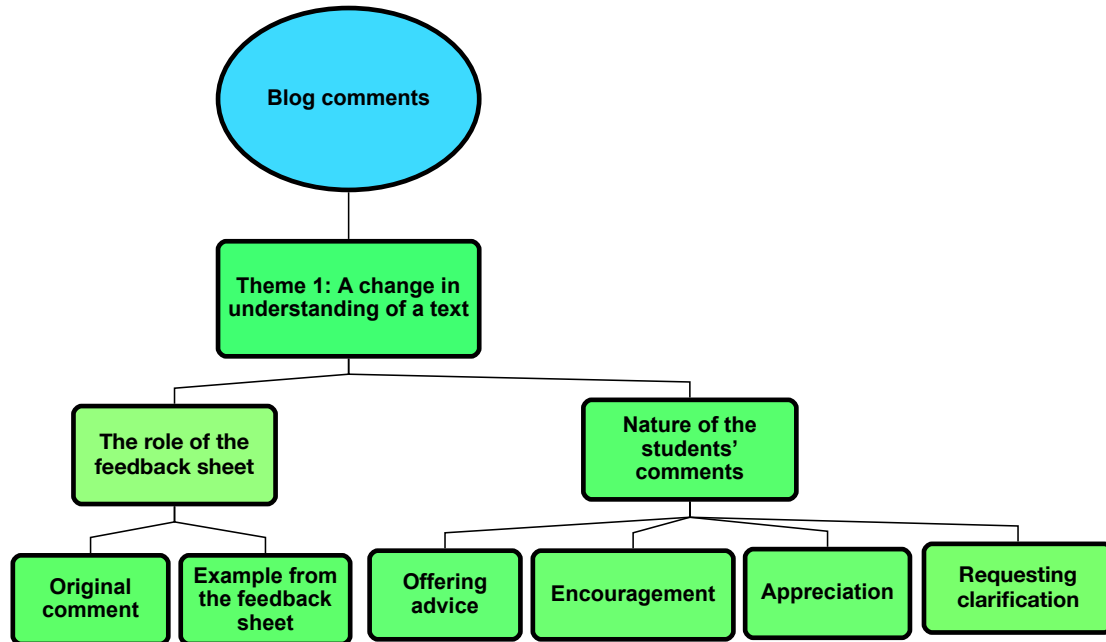 Blog comments
Theme 1: A change in
understanding of a text
The role of the
feedback sheet
Nature of the
students’
comments
Original
comment
Example from
the feedback
sheet
Offering
advice
Encouragement
Appreciation
Requesting
clarification